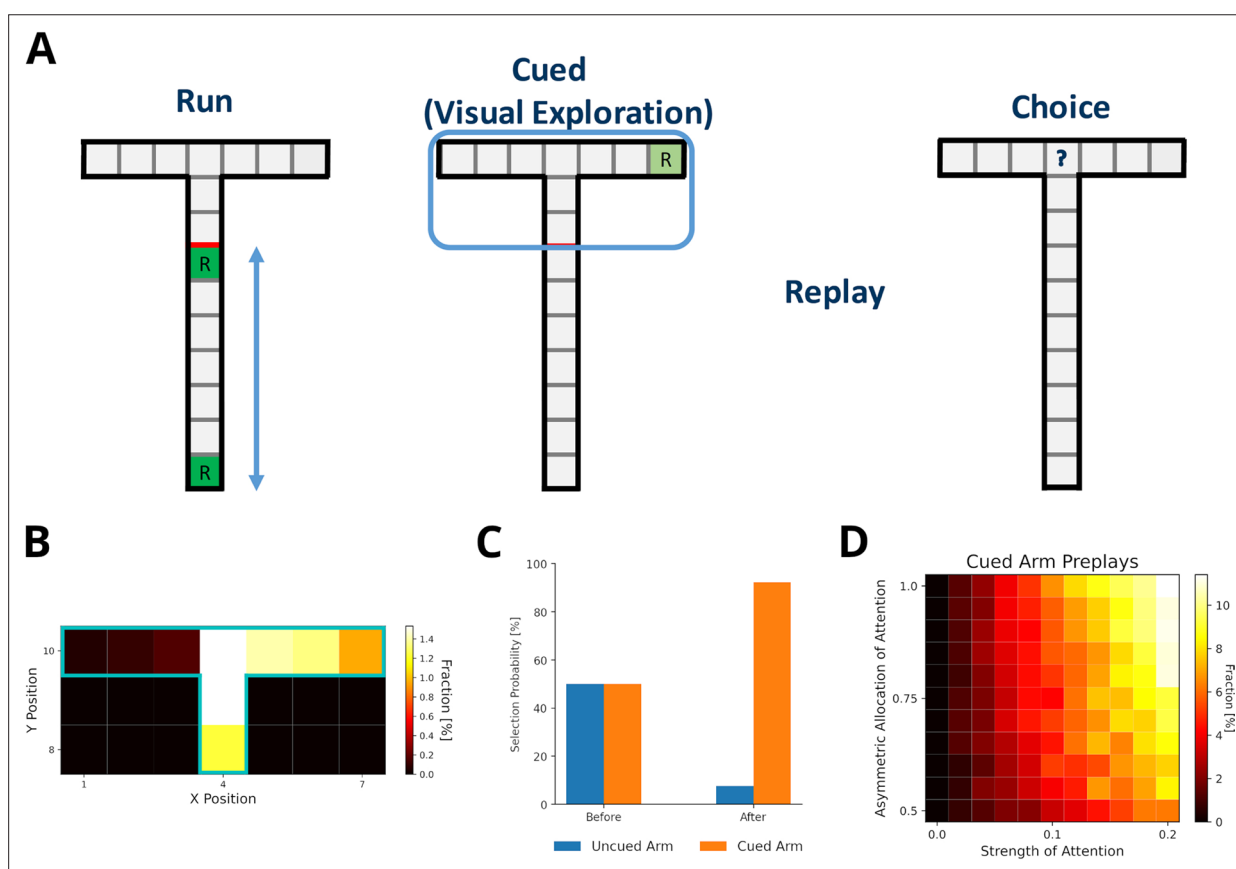 A
Run
Cued
(Visual Exploration)
Choice
R
?
R
Replay
R
B
10
8
Y Position
1 4 7
X Position
1.4
1.2
1.0
0.8
0.6
0.4
0.2
0.0
Fraction [%]
C
100
80
60
40
20
0
Selection Probability [%]
Before After
Uncued Arm Cued Arm
D
Cued Arm Preplays
1.0
0.75
0.5
Asymmetric Allocation of Attention
0.0 0.1 0.2
Strength of Attention
10
8
6
4
2
0
Fraction [%]